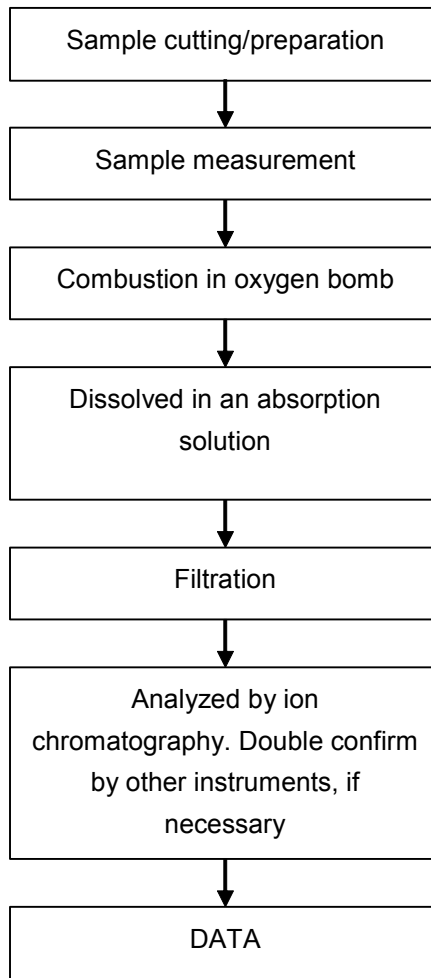 Sample cutting/preparation
Sample measurement
Combustion in oxygen bomb
Dissolved in an absorption
solution
Filtration
Analyzed by ion
chromatography. Double confirm
by other instruments, if
necessary
DATA